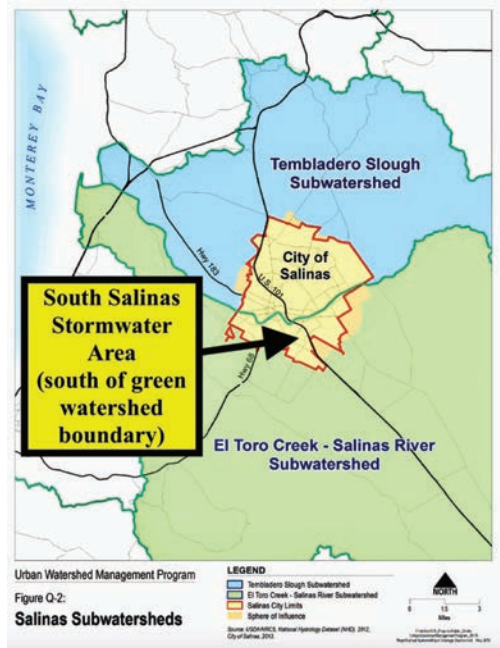 MONTEREY BAY
Tembladero Slough
Subwatershed
City of
Salinas
Hwy 183
U.S. 101
South Salinas
Stormwater
Area
(south of green
watershed
boundary)
Hwy 68
El Toro Creek - Salinas River
Subwatershed
Urban Watershed Management Program
Figure Q-2:
Salinas Subwatersheds
LEGEND
Tembladero Slough Subwatershed
El Toro Creek - Salinas River Subwatershed
Salinas City Limits
Sphere of Influence
Source: USDA/NRCS, National Hydrology Dataset (NHD), 2012,
City of Salinas, 2013.
NORTH
0 1.5 3
Miles